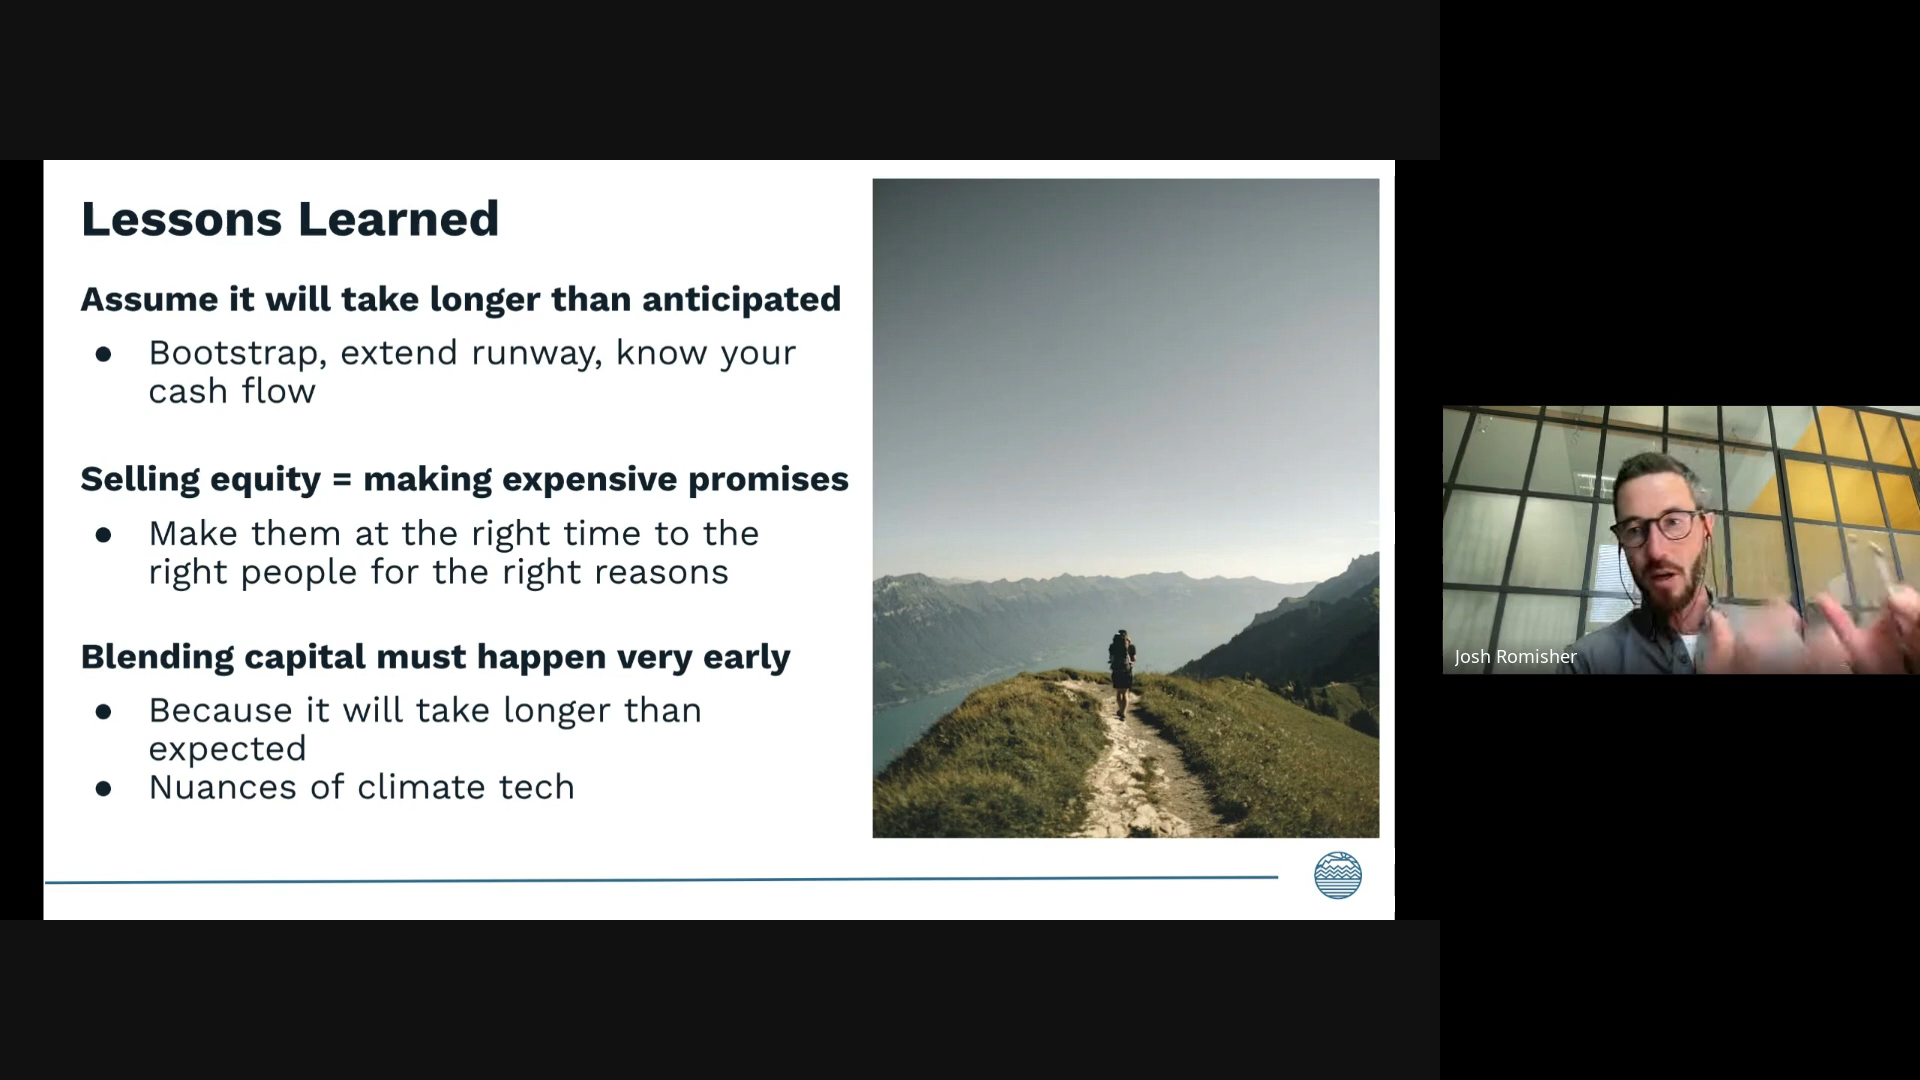 Lessons Learned
Assume it will take longer than anticipated
● Bootstrap, extend runway, know your
cash flow
Selling equity = making expensive promises
● Make them at the right time to the
right people for the right reasons
Blending capital must happen very early
● Because it will take longer than
expected
● Nuances of climate tech
Josh Romisher